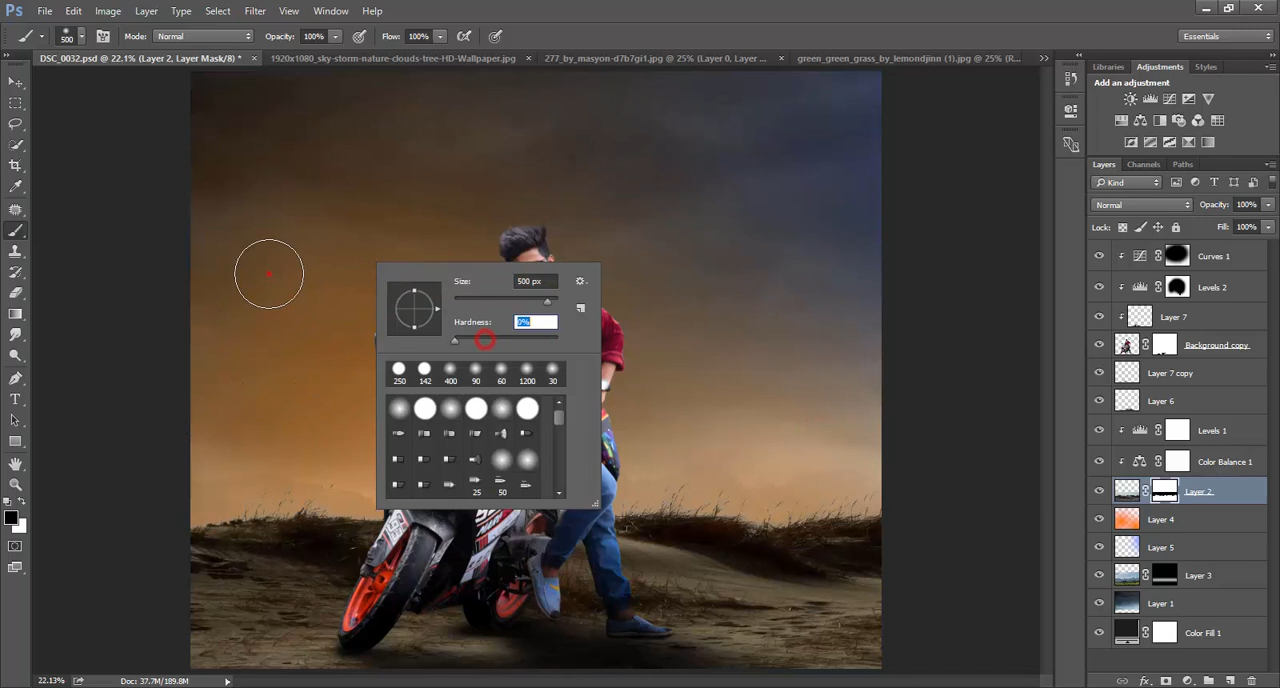 Ps File Edit Image Layer Type Select Filter View Window Help
500 Mode: Normal Opacity: 100% Flow: 100% Essentials
DSC_0032.psd @ 22.1% (Layer 2, Layer Mask/8) * × 1920x1080_sky-storm-nature-clouds-tree-HD-Wallpaper.jpg × 277_by_masyon-d7b7gi1.jpg @ 25% (Layer 0, Layer ... × green_green_grass_by_lemondjinn (1).jpg @ 25% (R...
Libraries Adjustments Styles
Add an adjustment
Layers Channels Paths
Kind
Normal Opacity: 100%
Lock: Fill: 100%
Curves 1
Levels 2
Layer 7
Background copy
Layer 7 copy
Layer 6
Levels 1
Color Balance 1
Layer 2
Layer 4
Layer 5
Layer 3
Layer 1
Color Fill 1
Size: 500 px
Hardness: 0%
250 142 400 90 60 1200 30
25 50
22.13% Doc: 37.7M/189.8M